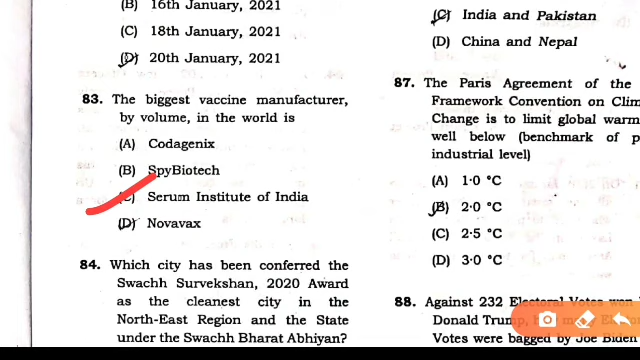 (B) 16th January, 2021
(C) 18th January, 2021
(D) 20th January, 2021
83. The biggest vaccine manufacturer,
by volume, in the world is
(A) Codagenix
(B) SpyBiotech
(C) Serum Institute of India
(D) Novavax
84. Which city has been conferred the
Swachh Survekshan, 2020 Award
as the cleanest city in the
North-East Region and the State
under the Swachh Bharat Abhiyan?
(C) India and Pakistan
(D) China and Nepal
87. The Paris Agreement of the
Framework Convention on Clim
Change is to limit global warm
well below (benchmark of p
industrial level)
(A) 1·0 °C
(B) 2·0 °C
(C) 2·5 °C
(D) 3·0 °C
88. Against 232 Electoral Votes won
Donald Trump,
Votes were bagged by Joe Biden